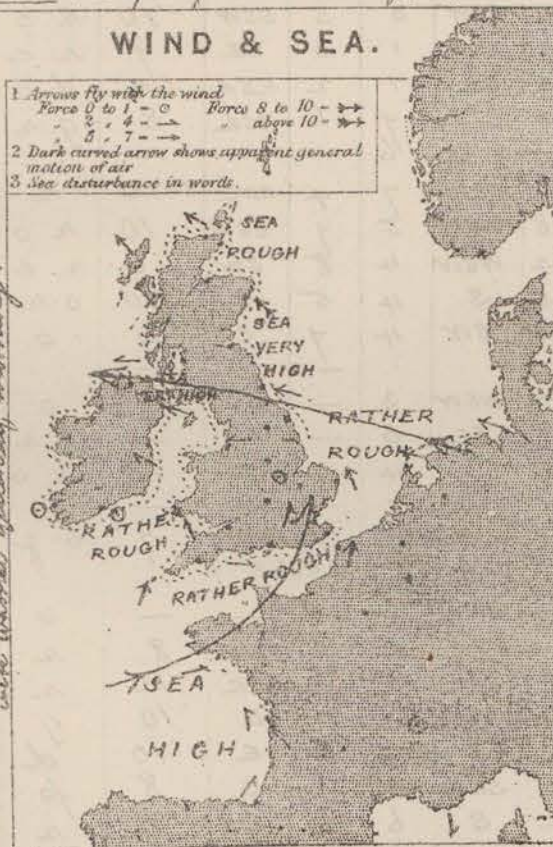 WIND & SEA.
1 Arrows fly with the wind
Force 0 to 1 = ⊙ Force 8 to 10 =
" 2 " 4 = " above 10 =
" 5 " 7 =
2 Dark curved arrow shows apparent general
motion of air
3 Sea disturbance in words.
SEA
ROUGH
SEA
VERY
HIGH
RATHER
ROUGH
RATHER
ROUGH
RATHER ROUGH
SEA
HIGH